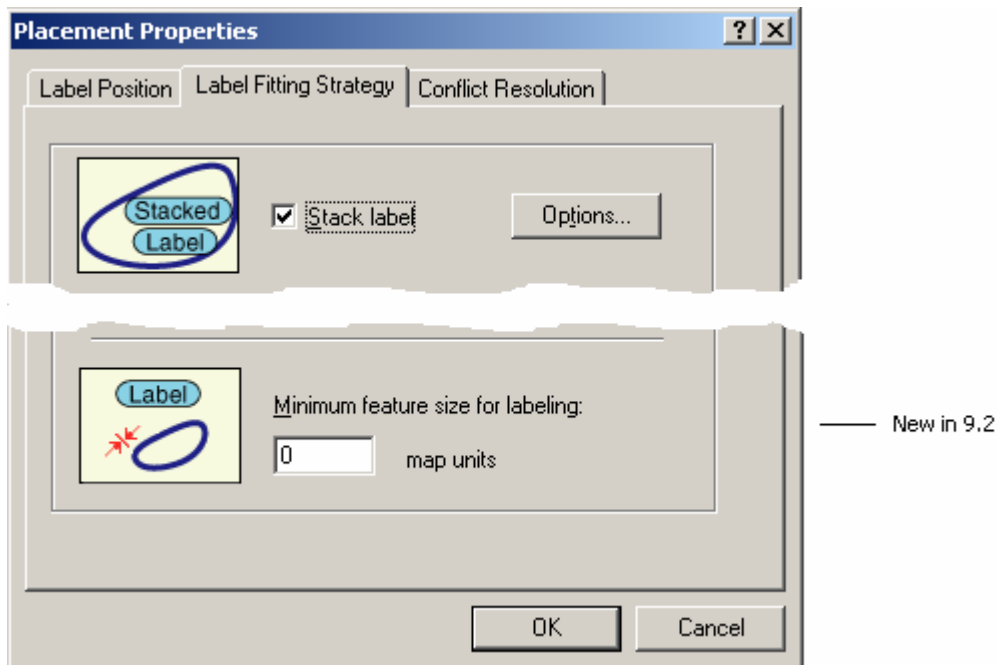 Placement Properties
Label Position Label Fitting Strategy Conflict Resolution
Stacked
Label
Stack label
Options...
Label
Minimum feature size for labeling:
0 map units
New in 9.2
OK Cancel